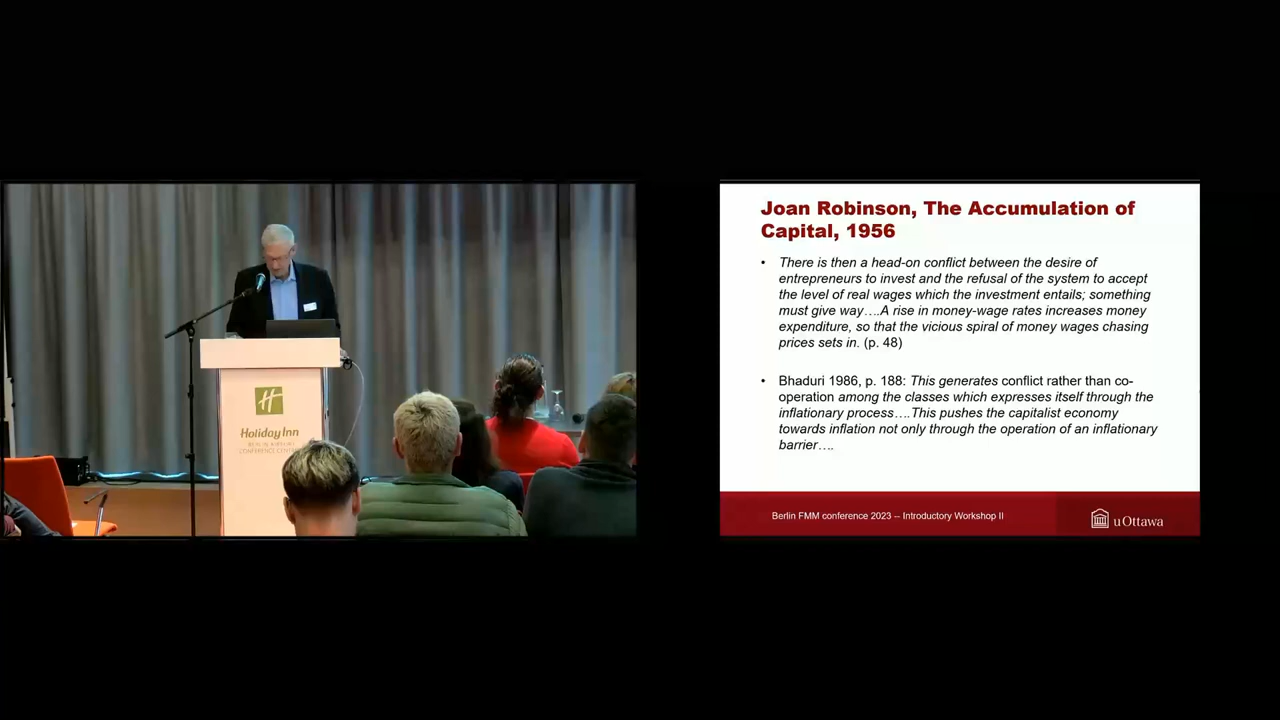 H
Holiday Inn
CONFERENCE CENTRE
Joan Robinson, The Accumulation of
Capital, 1956
• There is then a head-on conflict between the desire of
entrepreneurs to invest and the refusal of the system to accept
the level of real wages which the investment entails; something
must give way….A rise in money-wage rates increases money
expenditure, so that the vicious spiral of money wages chasing
prices sets in. (p. 48)
• Bhaduri 1986, p. 188: This generates conflict rather than co-
operation among the classes which expresses itself through the
inflationary process….This pushes the capitalist economy
towards inflation not only through the operation of an inflationary
barrier….
Berlin FMM conference 2023 -- Introductory Workshop II
uOttawa